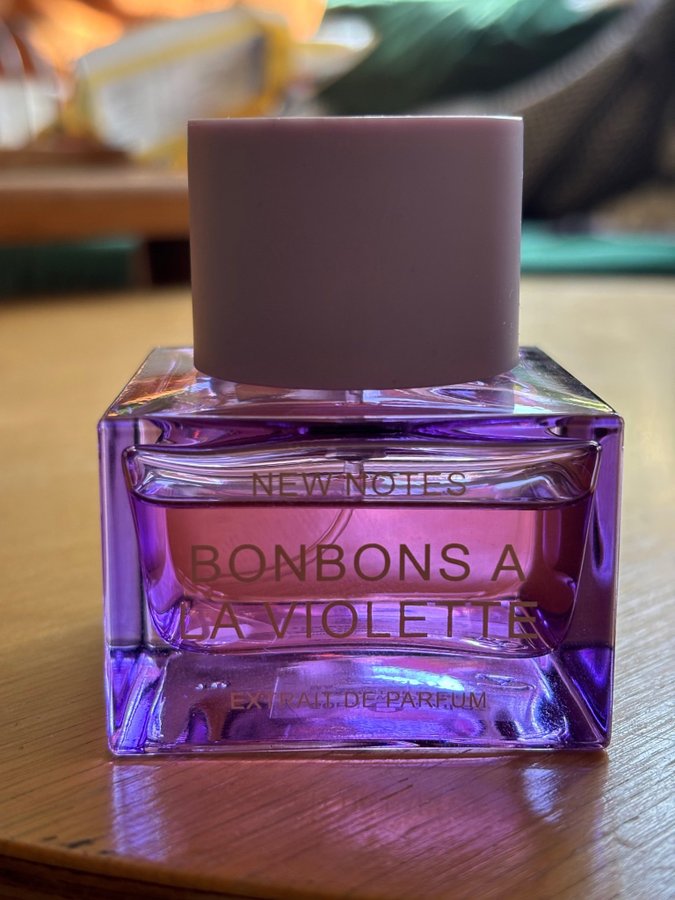 NEW NOTES
BONBONS A
LA VIOLETTE
EXTRAIT DE PARFUM